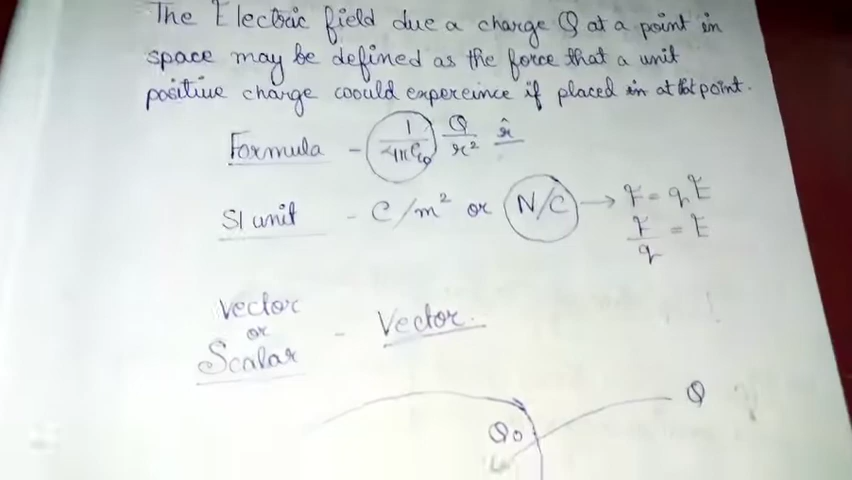 The Electric field due a charge Q at a point in
space may be defined as the force that a unit
positive charge coould expereince if placed in at that point.
Formula - 1/4πε0 Q/r² r̂
SI unit - C/m² or N/C → F = qE
F/q = E
Vector
or
Scalar - Vector.
Q
Q0